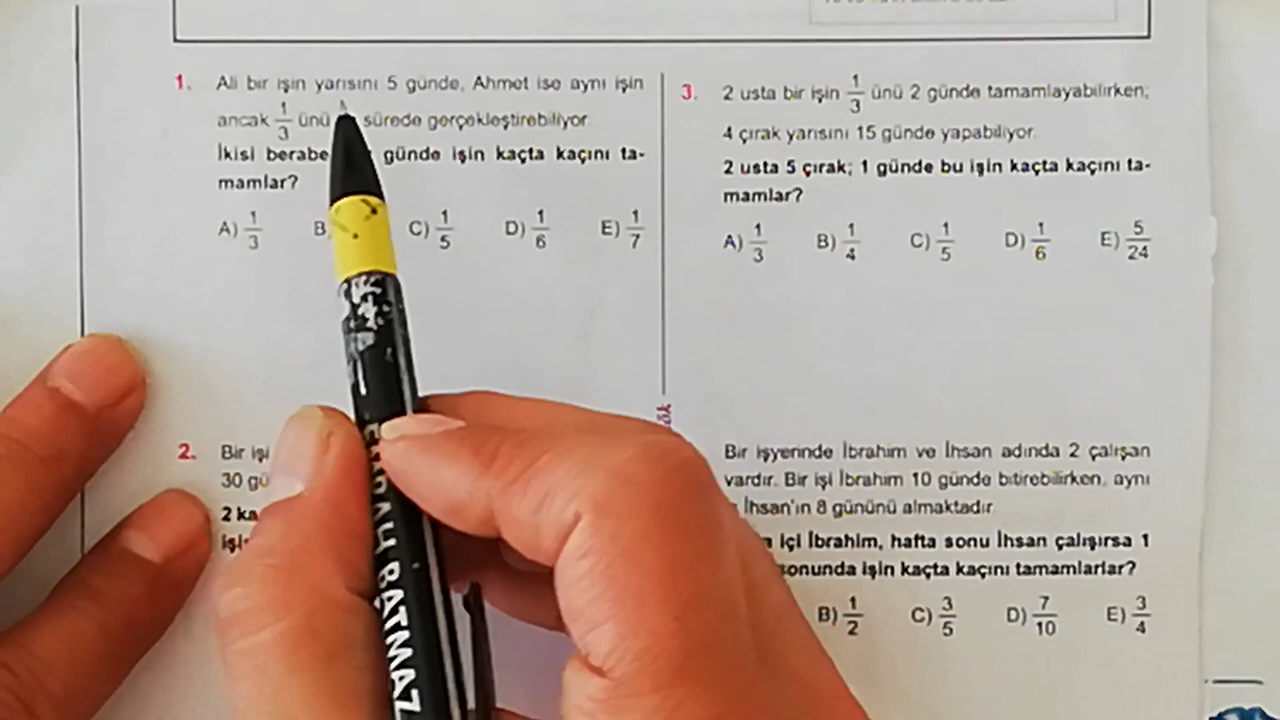 1. Ali bir işin yarısını 5 günde, Ahmet ise aynı işin
ancak 1/3 ünü sürede gerçekleştirebiliyor.
İkisi berabe günde işin kaçta kaçını ta-
mamlar?
A) 1/3 B) C) 1/5 D) 1/6 E) 1/7
2. Bir işi
30 gü
2 ka
işi
3. 2 usta bir işin 1/3 ünü 2 günde tamamlayabilirken;
4 çırak yarısını 15 günde yapabiliyor.
2 usta 5 çırak; 1 günde bu işin kaçta kaçını ta-
mamlar?
A) 1/3 B) 1/4 C) 1/5 D) 1/6 E) 5/24
Bir işyerinde İbrahim ve İhsan adında 2 çalışan
vardır. Bir işi İbrahim 10 günde bitirebilirken, aynı
İhsan'ın 8 gününü almaktadır.
içi İbrahim, hafta sonu İhsan çalışırsa 1
sonunda işin kaçta kaçını tamamlarlar?
B) 1/2 C) 3/5 D) 7/10 E) 3/4
BATMAZ